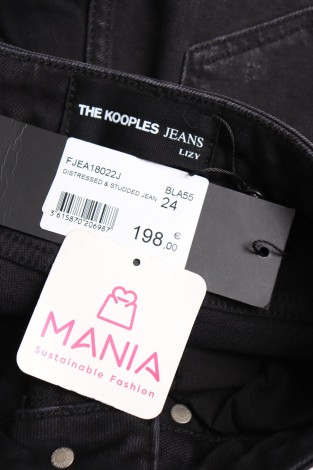 THE KOOPLES JEANS
LIZY
FJEA18022J BLA55
DISTRESSED & STUDDED JEAN 24
3615870206987
198,00 €
MANIA
Sustainable Fashion